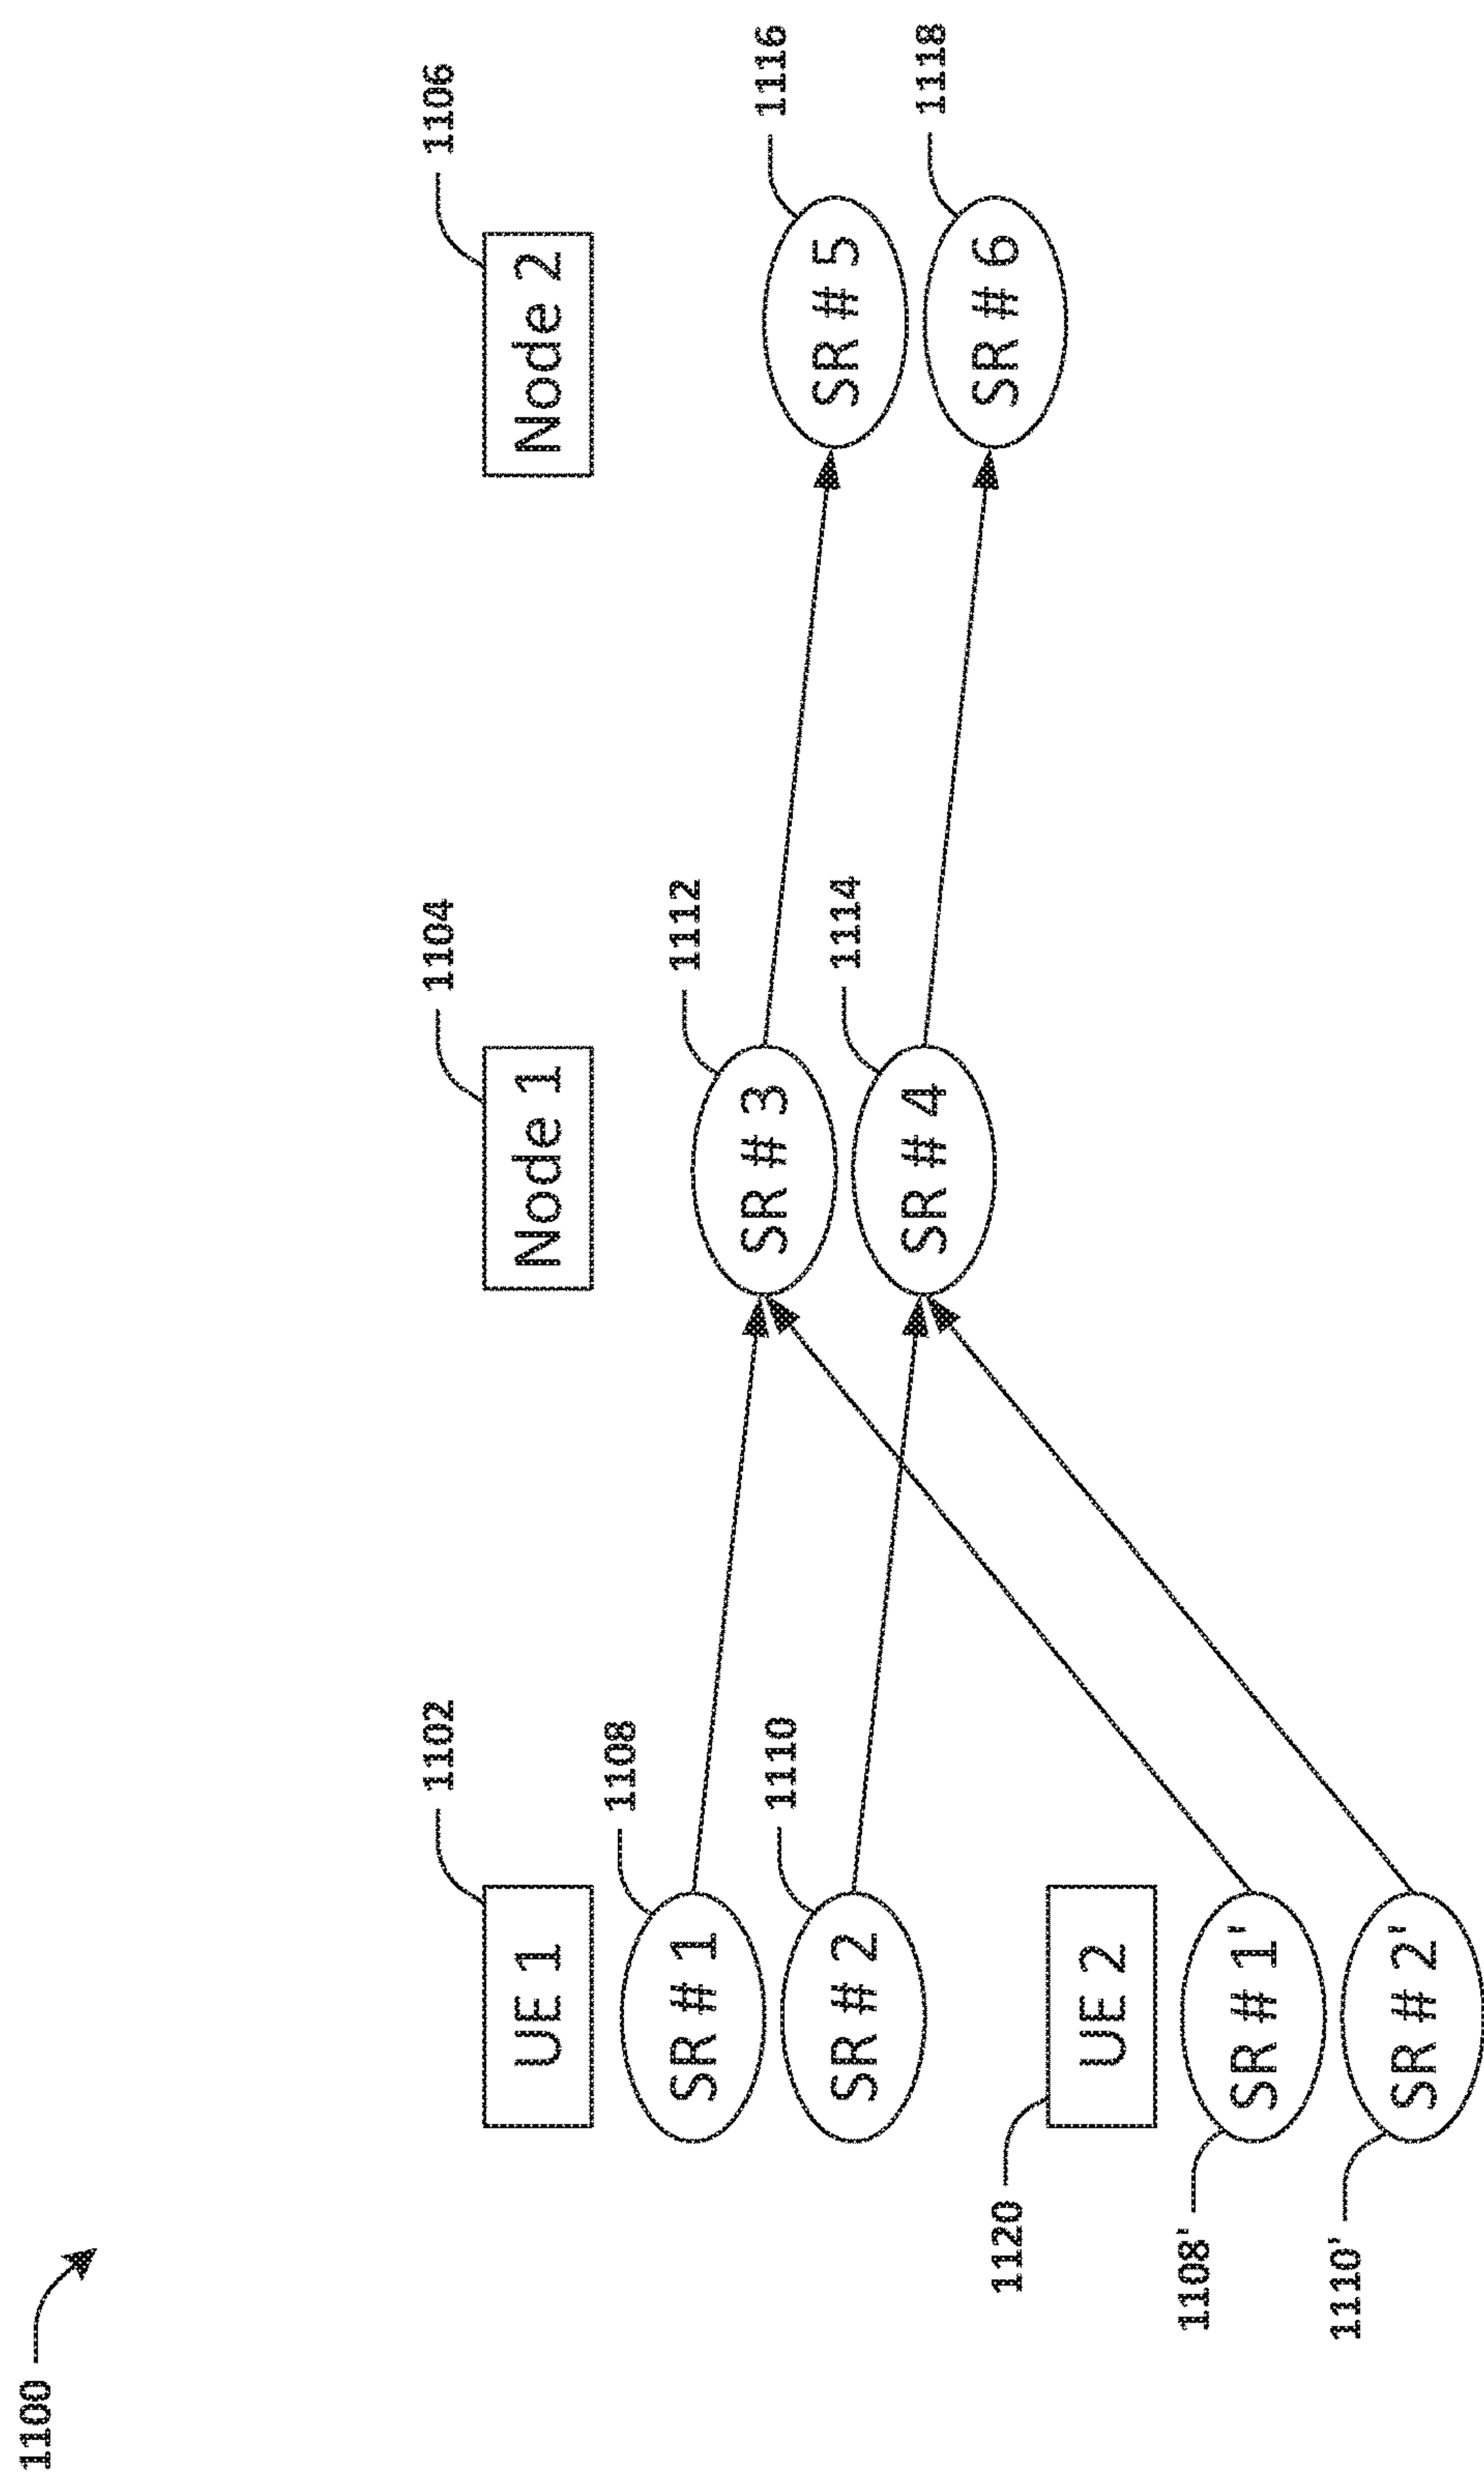 1100
1102
1104
1106
UE 1
Node 1
Node 2
1108
1112
1116
SR # 1
SR # 3
SR # 5
1110
1114
1118
SR # 2
SR # 4
SR # 6
1120
UE 2
1108'
SR # 1'
1110'
SR # 2'